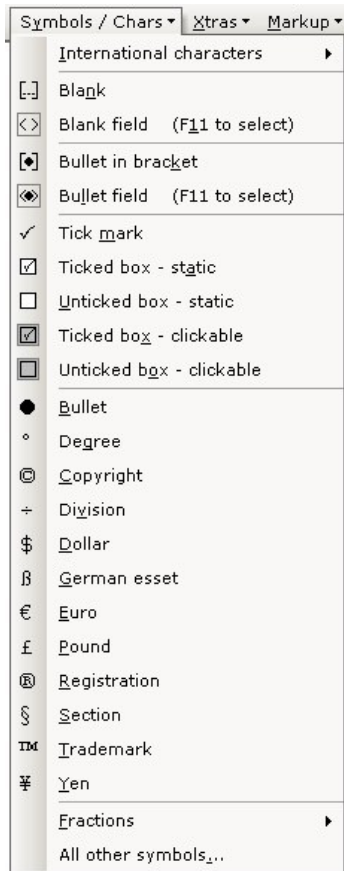 Symbols / Chars ▾ Xtras ▾ Markup ▾
International characters
[...] Blank
<> Blank field (F11 to select)
[◆] Bullet in bracket
<◆> Bullet field (F11 to select)
✓ Tick mark
☑ Ticked box - static
☐ Unticked box - static
☑ Ticked box - clickable
☐ Unticked box - clickable
● Bullet
° Degree
© Copyright
÷ Division
$ Dollar
ß German esset
€ Euro
£ Pound
® Registration
§ Section
™ Trademark
¥ Yen
Fractions
All other symbols...